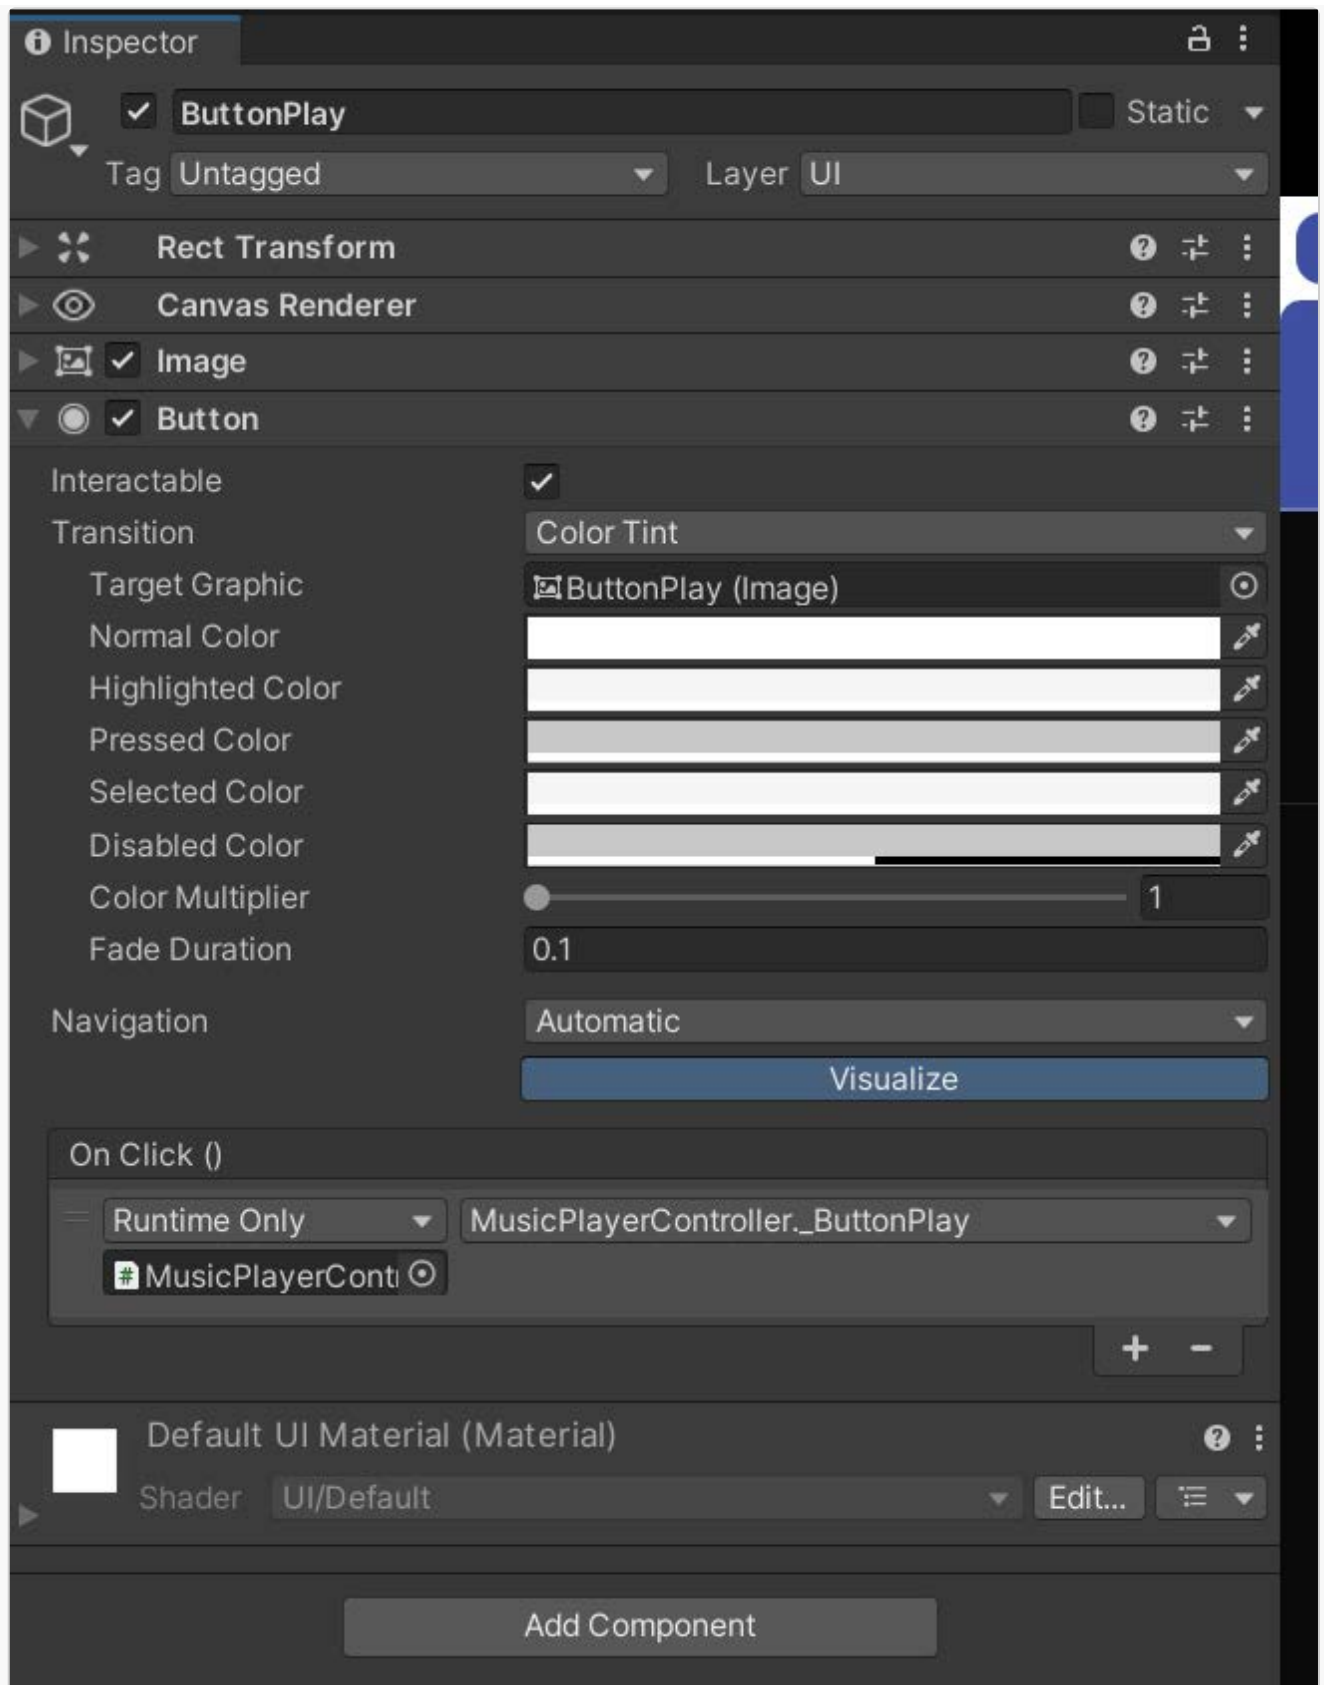 Inspector
ButtonPlay Static
Tag Untagged Layer UI
Rect Transform
Canvas Renderer
Image
Button
Interactable
Transition Color Tint
Target Graphic ButtonPlay (Image)
Normal Color
Highlighted Color
Pressed Color
Selected Color
Disabled Color
Color Multiplier 1
Fade Duration 0.1
Navigation Automatic
Visualize
On Click ()
Runtime Only MusicPlayerController._ButtonPlay
# MusicPlayerCont
Default UI Material (Material)
Shader UI/Default Edit...
Add Component